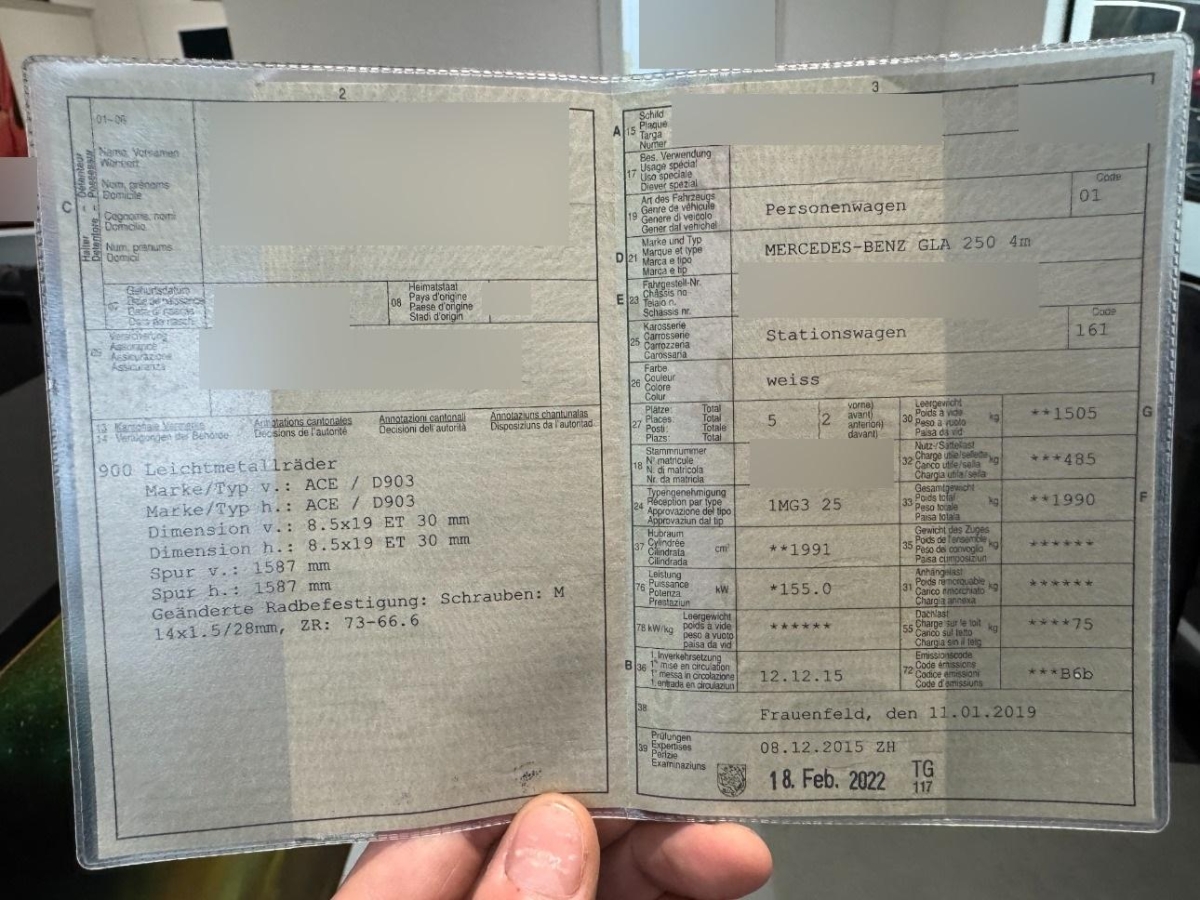 2
01-06
C
Halter - Détenteur
Detentore - Possessur
Name, Vornamen
Wohnort
Nom, prénoms
Domicile
Cognome, nomi
Domicilio
Num, prenums
Domicil
07
Geburtsdatum
Date de naissance
08
Heimatstaat
Pays d'origine
Paese d'origine
Stadi d'origin
09
Versicherung
Assurance
Assicurazione
Assicuranza
13
14 Verfügungen der Behörde
Annotations cantonales
Décisions de l'autorité
Annotazioni cantonali
Decisioni dell'autorità
Annotaziuns chantunalas
Disposiziuns da l'autoritad
900 Leichtmetallräder
Marke/Typ v.: ACE / D903
Marke/Typ h.: ACE / D903
Dimension v.: 8.5x19 ET 30 mm
Dimension h.: 8.5x19 ET 30 mm
Spur v.: 1587 mm
Spur h.: 1587 mm
Geänderte Radbefestigung: Schrauben: M
14x1.5/28mm, ZR: 73-66.6
3
A 15
Schild
Plaque
Targa
Numer
17
Bes. Verwendung
Usage spécial
Uso speciale
Diever spezial
19
Art des Fahrzeugs
Genre de véhicule
Genere di veicolo
Gener dal vehichel
Personenwagen
Code
01
D 21
Marke und Typ
Marque et type
Marca e tipo
Marca e tip
MERCEDES-BENZ GLA 250 4m
E 23
Fahrgestell-Nr.
Châssis no
Telaio n.
Schassis nr.
25
Karosserie
Carrosserie
Carrozzeria
Carossaria
Stationswagen
Code
161
26
Farbe
Couleur
Colore
Colur
weiss
27
Plätze: Total
Places: Total
Posti: Totale
Plazs: Total
5
2
vorne)
avant)
anteriori)
davant)
30
Leergewicht
Poids à vide
Peso a vuoto
Paisa da vid
kg
**1505
G
18
Stammnummer
N° matricule
N. di matricola
Nr. da matricla
32
Nutz-/Sattellast
Charge utile/sellette
Carico utile/sella
Chargia utila/sella
kg
***485
24
Typengenehmigung
Réception par type
Approvazione del tipo
Approvaziun dal tip
1MG3 25
33
Gesamtgewicht
Poids total
Peso totale
Paisa totala
kg
**1990
F
37
Hubraum
Cylindrée
Cilindrata
Cilindrada
cm³
**1991
35
Gewicht des Zuges
Poids de l'ensemble
Peso del convoglio
Paisa cumposiziun
kg
******
76
Leistung
Puissance
Potenza
Prestaziun
kW
*155.0
31
Anhängelast
Poids remorquable
Carico rimorchiato
Chargia annexa
kg
******
78 kW/kg
Leergewicht
poids à vide
peso a vuoto
paisa da vid
******
55
Dachlast
Charge sur le toit
Carico sul tetto
Chargia sin il tetg
kg
****75
B 36
1. Inverkehrsetzung
1re mise en circulation
1a messa in circolazione
1. entrada en circulaziun
12.12.15
72
Emissionscode
Code émissions
Codice emissioni
Code d'emissiuns
***B6b
38
Frauenfeld, den 11.01.2019
39
Prüfungen
Expertises
Perizie
Examinaziuns
08.12.2015 ZH
18. Feb. 2022
TG
117